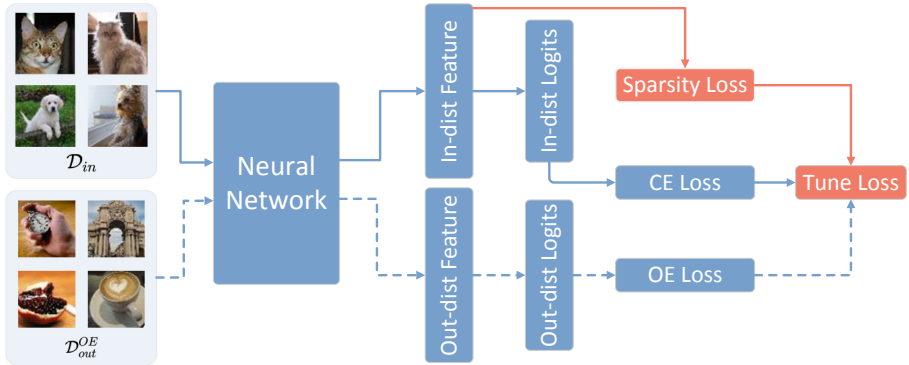 In-dist Feature
In-dist Logits
Sparsity Loss
𝒟_in
Neural
Network
CE Loss
Tune Loss
Out-dist Feature
Out-dist Logits
OE Loss
𝒟_out^OE